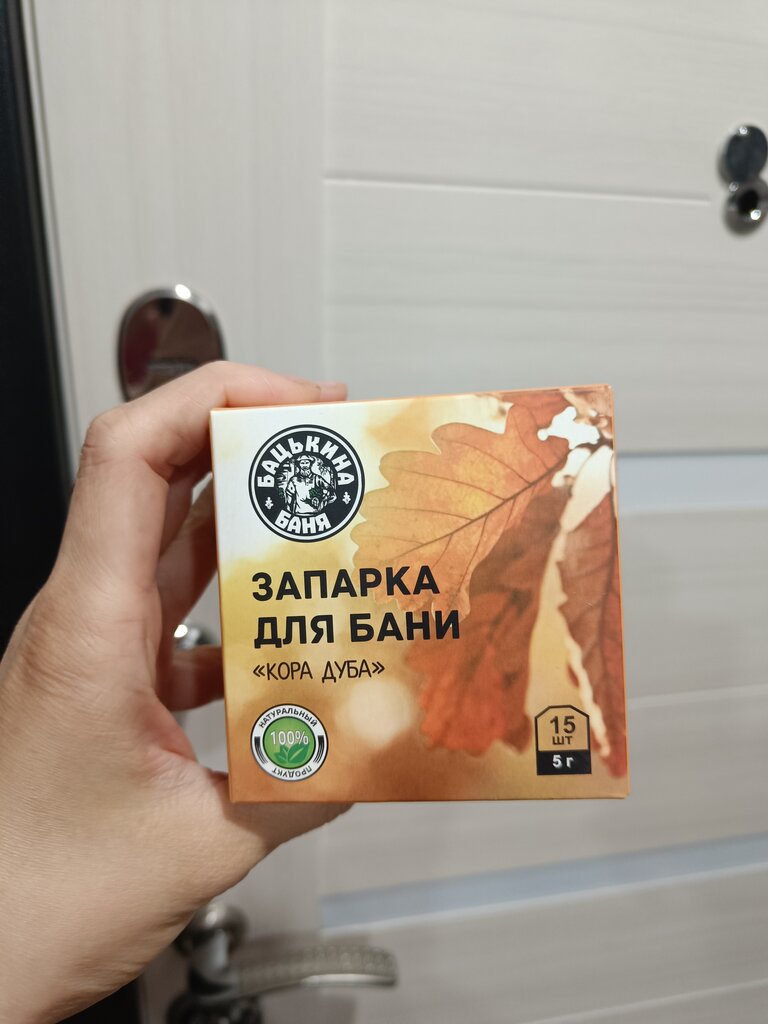 БАЦЬКИНА
БАНЯ
ЗАПАРКА
ДЛЯ БАНИ
«КОРА ДУБА»
НАТУРАЛЬНЫЙ
100%
ПРОДУКТ
15
ШТ
5 г